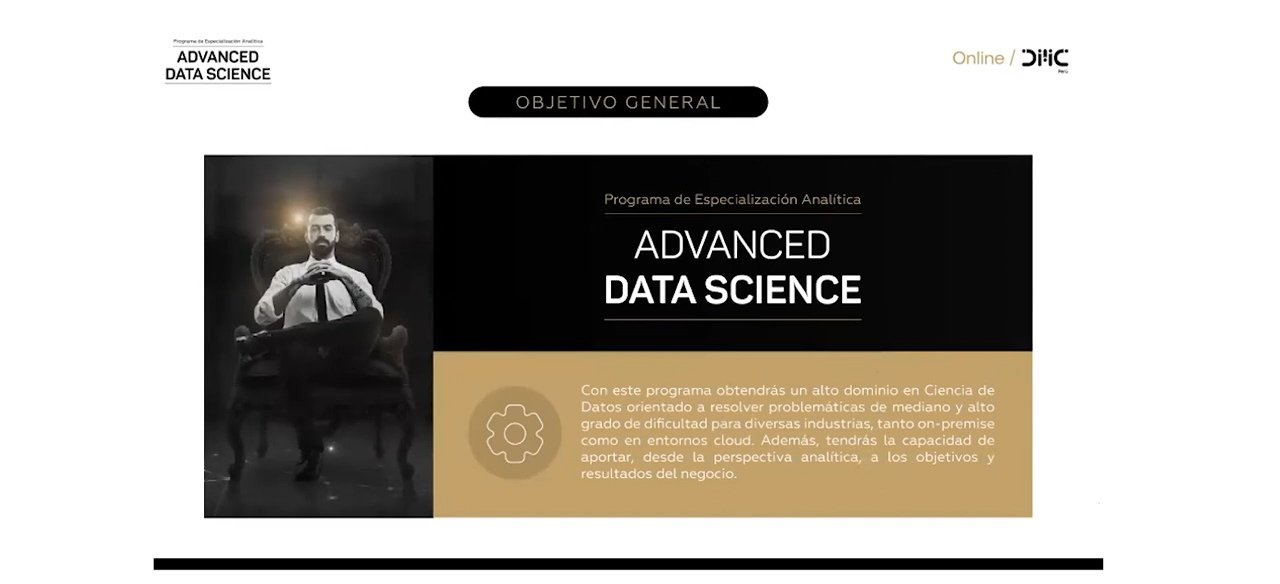 Programa de Especialización Analítica
ADVANCED
DATA SCIENCE
Online / DMC
Perú
OBJETIVO GENERAL
Programa de Especialización Analítica
ADVANCED
DATA SCIENCE
Con este programa obtendrás un alto dominio en Ciencia de
Datos orientado a resolver problemáticas de mediano y alto
grado de dificultad para diversas industrias, tanto on-premise
como en entornos cloud. Además, tendrás la capacidad de
aportar, desde la perspectiva analítica, a los objetivos y
resultados del negocio.